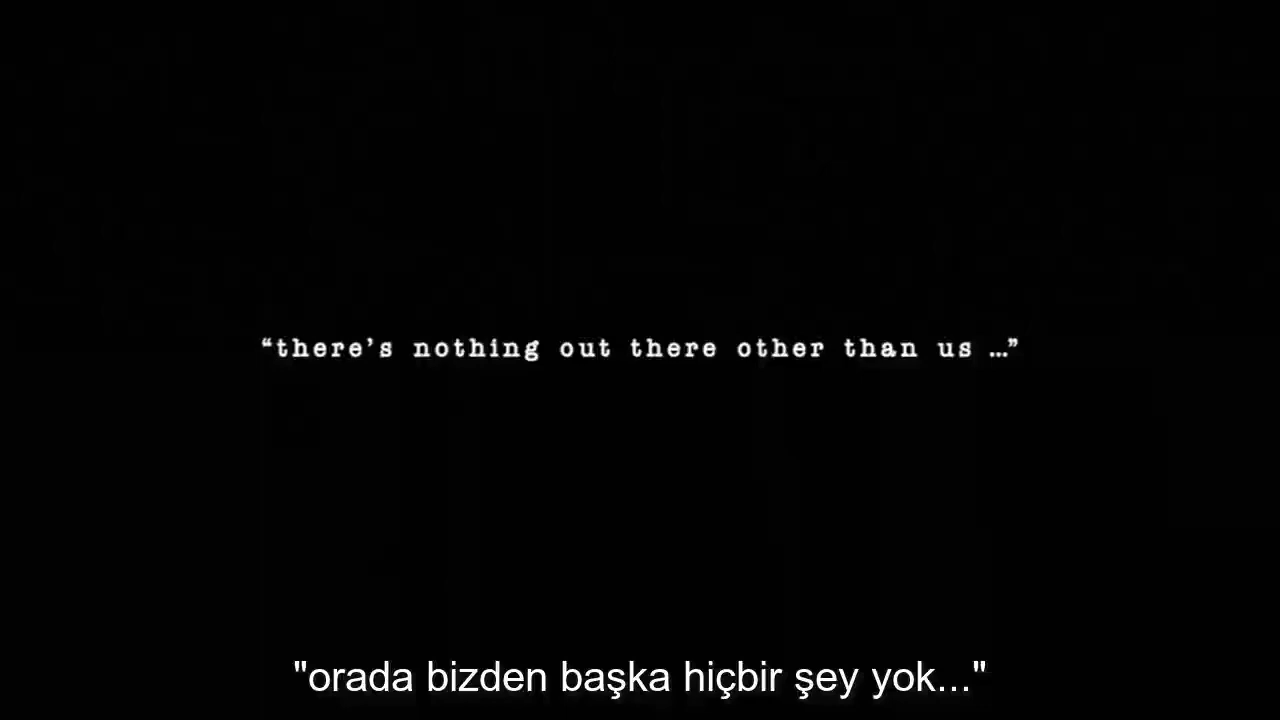 “there’s nothing out there other than us …”
"orada bizden başka hiçbir şey yok..."